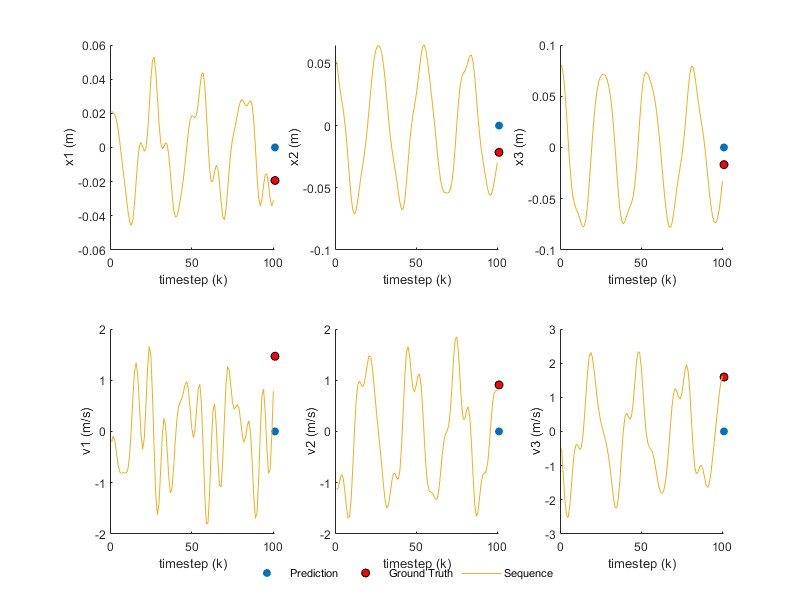 0.06
0.04
0.02
0
-0.02
-0.04
-0.06
x1 (m)
0 50 100
timestep (k)
0.05
0
-0.05
-0.1
x2 (m)
0 50 100
timestep (k)
0.1
0.05
0
-0.05
-0.1
x3 (m)
0 50 100
timestep (k)
2
1
0
-1
-2
v1 (m/s)
0 50 100
timestep (k)
2
1
0
-1
-2
v2 (m/s)
0 50 100
timestep (k)
3
2
1
0
-1
-2
-3
v3 (m/s)
0 50 100
timestep (k)
Prediction Ground Truth Sequence